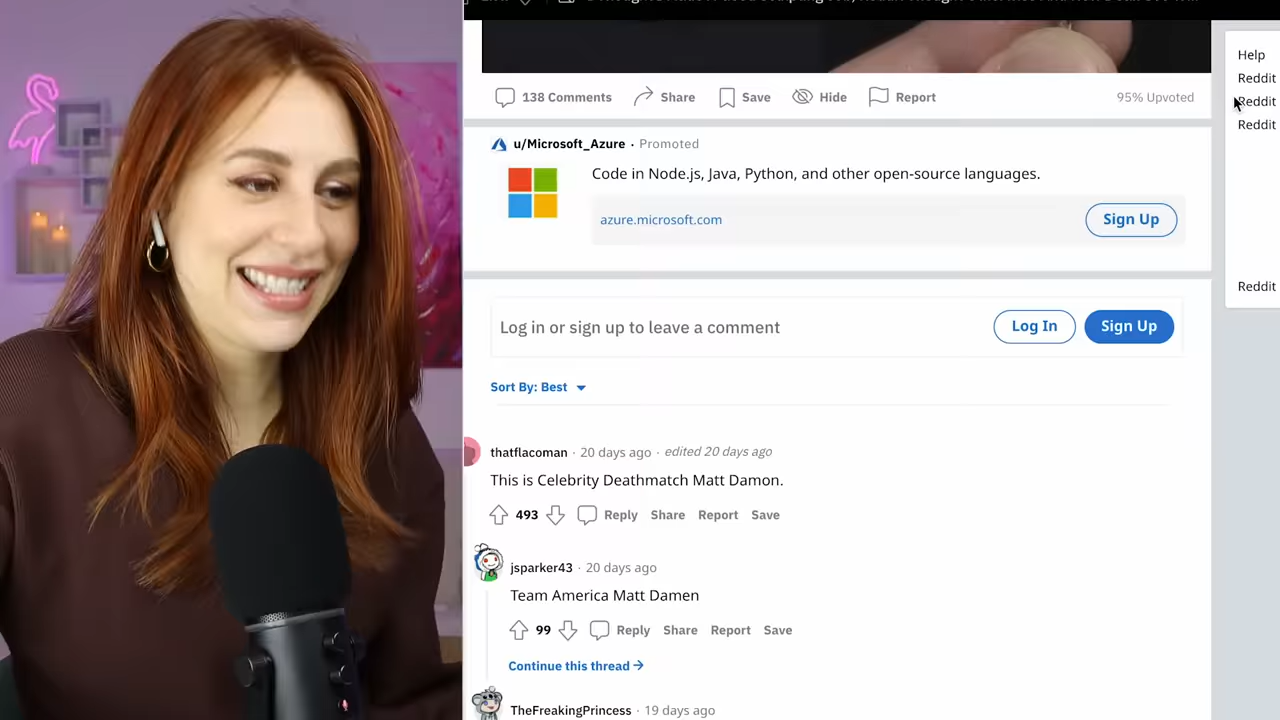 138 Comments Share Save Hide Report 95% Upvoted
Help
Reddit
Reddit
Reddit
Reddit
u/Microsoft_Azure · Promoted
Code in Node.js, Java, Python, and other open-source languages.
azure.microsoft.com Sign Up
Log in or sign up to leave a comment Log In Sign Up
Sort By: Best
thatflacoman · 20 days ago · edited 20 days ago
This is Celebrity Deathmatch Matt Damon.
493 Reply Share Report Save
jsparker43 · 20 days ago
Team America Matt Damen
99 Reply Share Report Save
Continue this thread →
TheFreakingPrincess · 19 days ago